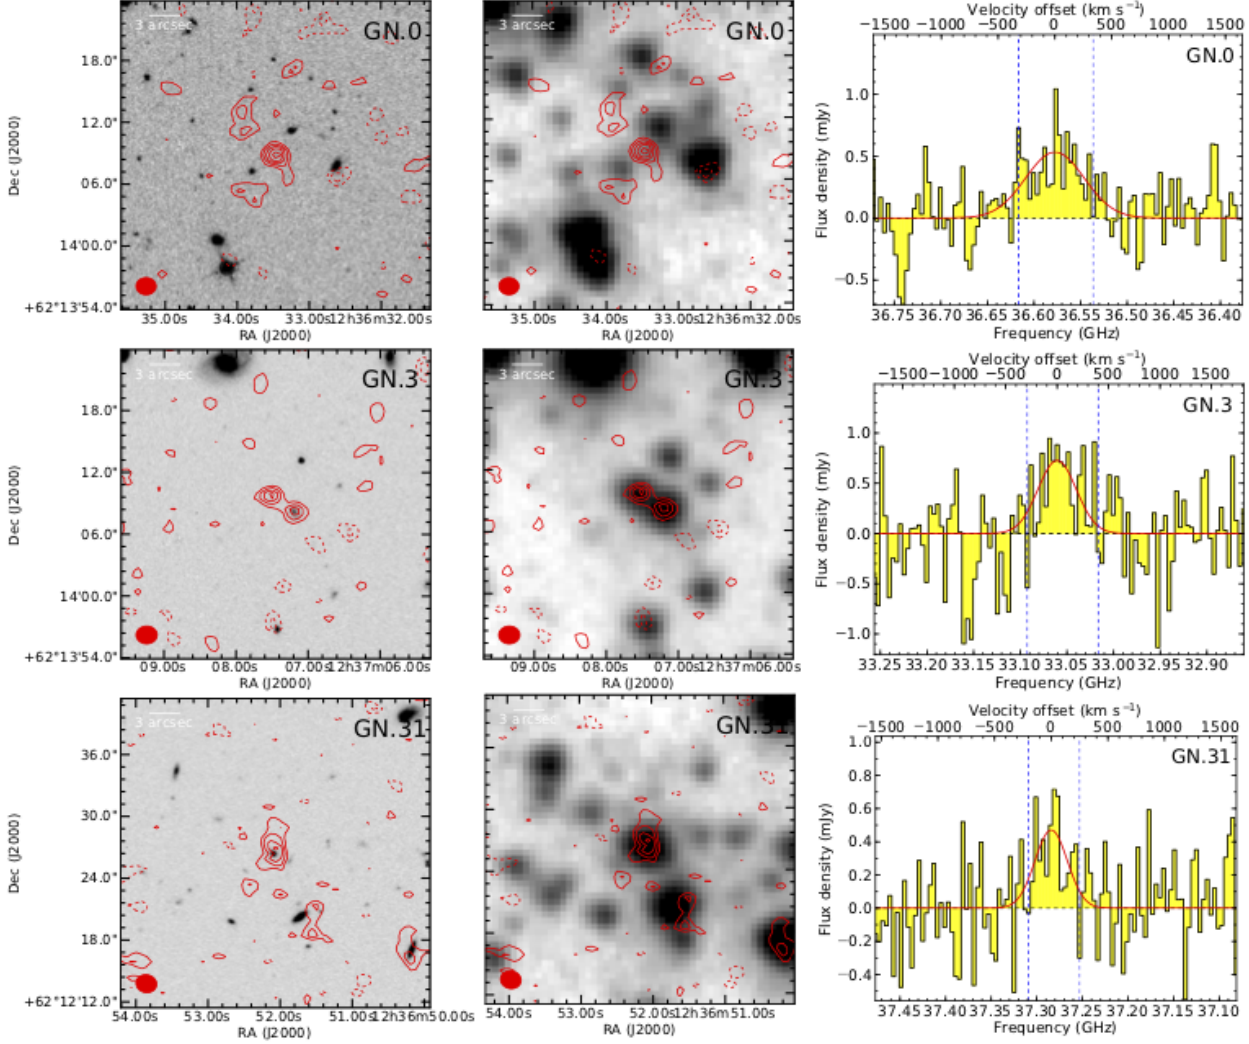 3 arcsec
GN.0
18.0"
12.0"
06.0"
14'00.0"
+62°13'54.0"
Dec (J2000)
35.00s 34.00s 33.00s 12h36m32.00s
RA (J2000)
3 arcsec
GN.0
35.00s 34.00s 33.00s 12h36m32.00s
RA (J2000)
Velocity offset (km s⁻¹)
−1500 −1000 −500 0 500 1000 1500
GN.0
1.0
0.5
0.0
−0.5
Flux density (mJy)
36.75 36.70 36.65 36.60 36.55 36.50 36.45 36.40
Frequency (GHz)
3 arcsec
GN.3
18.0"
12.0"
06.0"
14'00.0"
+62°13'54.0"
Dec (J2000)
09.00s 08.00s 07.00s 12h37m06.00s
RA (J2000)
3 arcsec
GN.3
09.00s 08.00s 07.00s 12h37m06.00s
RA (J2000)
Velocity offset (km s⁻¹)
−1500 −1000 −500 0 500 1000 1500
GN.3
1.0
0.5
0.0
−0.5
−1.0
Flux density (mJy)
33.25 33.20 33.15 33.10 33.05 33.00 32.95 32.90
Frequency (GHz)
3 arcsec
GN.31
36.0"
30.0"
24.0"
18.0"
+62°12'12.0"
Dec (J2000)
54.00s 53.00s 52.00s 51.00s 12h36m50.00s
RA (J2000)
3 arcsec
GN.31
54.00s 53.00s 52.00s 12h36m51.00s
RA (J2000)
Velocity offset (km s⁻¹)
−1500 −1000 −500 0 500 1000 1500
GN.31
1.0
0.8
0.6
0.4
0.2
0.0
−0.2
−0.4
Flux density (mJy)
37.45 37.40 37.35 37.30 37.25 37.20 37.15 37.10
Frequency (GHz)